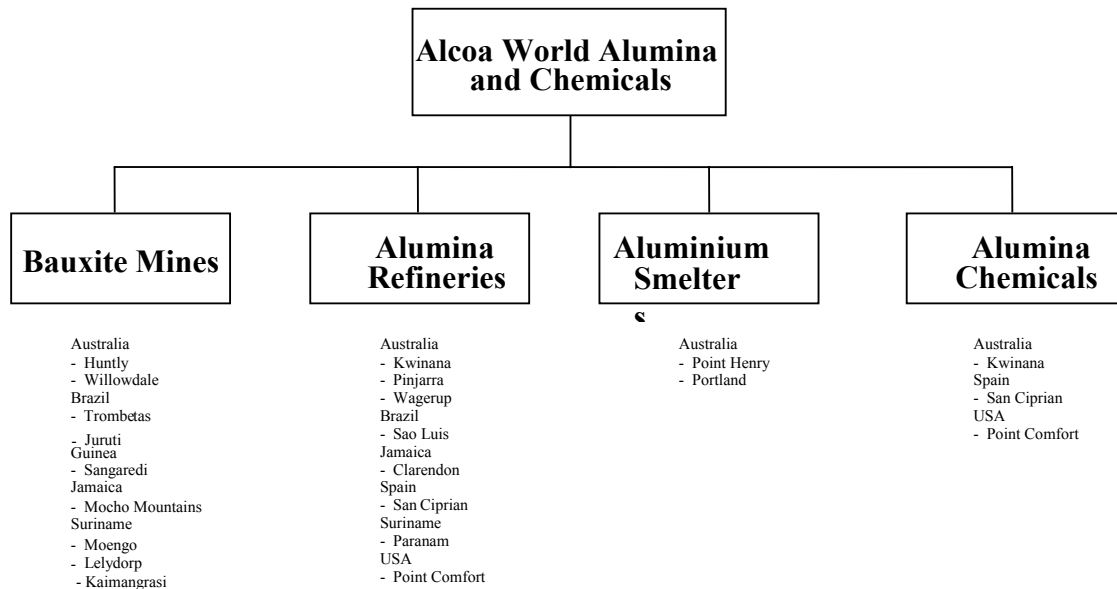 Alcoa World Alumina
and Chemicals
Bauxite Mines
Australia
- Huntly
- Willowdale
Brazil
- Trombetas
- Juruti
Guinea
- Sangaredi
Jamaica
- Mocho Mountains
Suriname
- Moengo
- Lelydorp
- Kaimangrasi
Alumina
Refineries
Australia
- Kwinana
- Pinjarra
- Wagerup
Brazil
- Sao Luis
Jamaica
- Clarendon
Spain
- San Ciprian
Suriname
- Paranam
USA
- Point Comfort
Aluminium
Smelter
s
Australia
- Point Henry
- Portland
Alumina
Chemicals
Australia
- Kwinana
Spain
- San Ciprian
USA
- Point Comfort